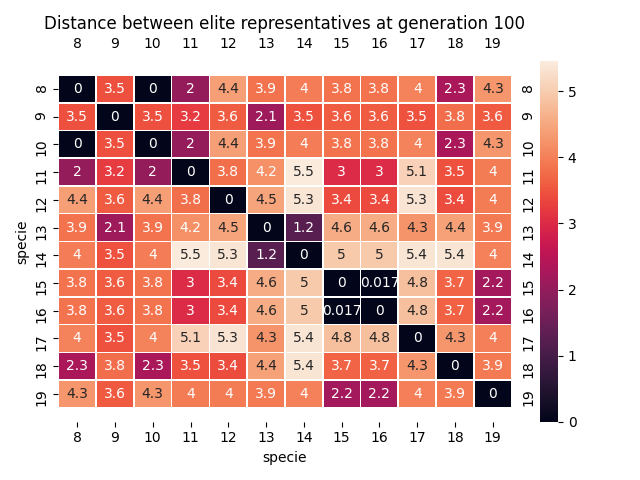 Distance between elite representatives at generation 100
8 9 10 11 12 13 14 15 16 17 18 19
8 0 3.5 0 2 4.4 3.9 4 3.8 3.8 4 2.3 4.3 8
9 3.5 0 3.5 3.2 3.6 2.1 3.5 3.6 3.6 3.5 3.8 3.6 9
10 0 3.5 0 2 4.4 3.9 4 3.8 3.8 4 2.3 4.3 10
11 2 3.2 2 0 3.8 4.2 5.5 3 3 5.1 3.5 4 11
12 4.4 3.6 4.4 3.8 0 4.5 5.3 3.4 3.4 5.3 3.4 4 12
13 3.9 2.1 3.9 4.2 4.5 0 1.2 4.6 4.6 4.3 4.4 3.9 13
14 4 3.5 4 5.5 5.3 1.2 0 5 5 5.4 5.4 4 14
15 3.8 3.6 3.8 3 3.4 4.6 5 0 0.017 4.8 3.7 2.2 15
16 3.8 3.6 3.8 3 3.4 4.6 5 0.017 0 4.8 3.7 2.2 16
17 4 3.5 4 5.1 5.3 4.3 5.4 4.8 4.8 0 4.3 4 17
18 2.3 3.8 2.3 3.5 3.4 4.4 5.4 3.7 3.7 4.3 0 3.9 18
19 4.3 3.6 4.3 4 4 3.9 4 2.2 2.2 4 3.9 0 19
8 9 10 11 12 13 14 15 16 17 18 19
specie
specie
5
4
3
2
1
0